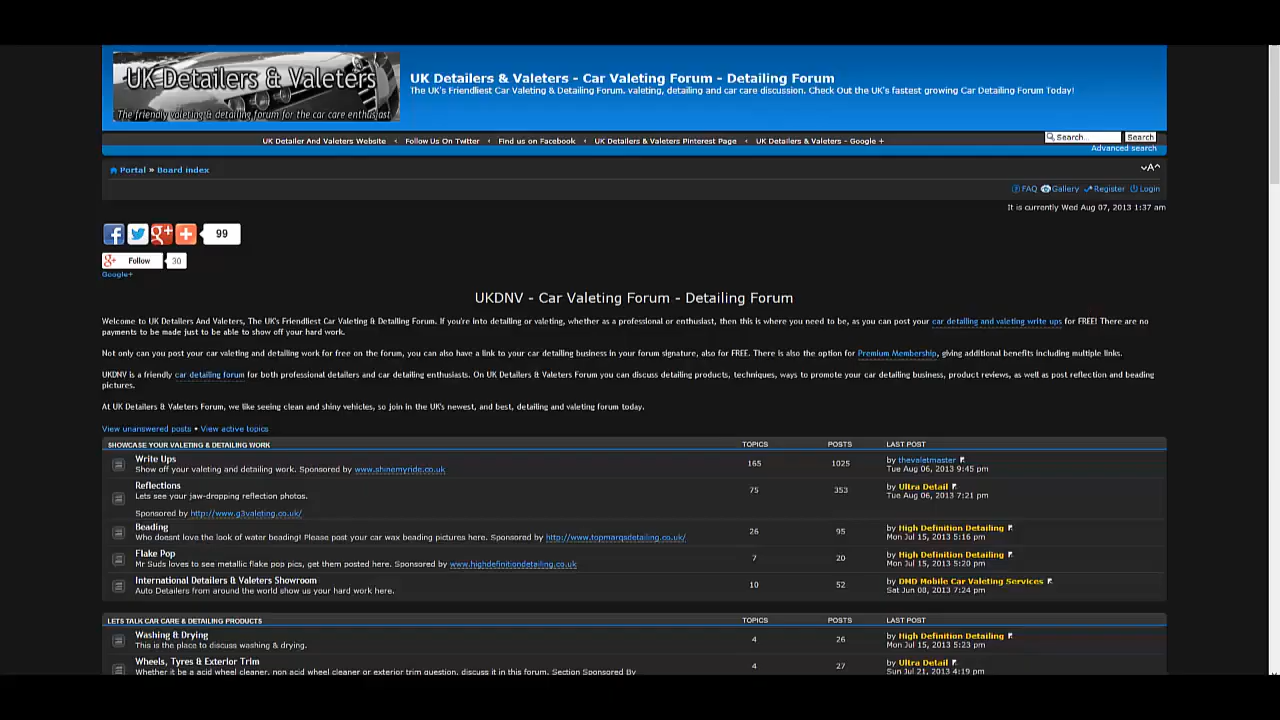 UK Detailers & Valeters
The friendly valeting & detailing forum for the car care enthusiast
UK Detailers & Valeters - Car Valeting Forum - Detailing Forum
The UK's Friendliest Car Valeting & Detailing Forum. valeting, detailing and car care discussion. Check Out the UK's fastest growing Car Detailing Forum Today!
UK Detailer And Valeters Website Follow Us On Twitter Find us on Facebook UK Detailers & Valeters Pinterest Page UK Detailers & Valeters - Google +
Search... Search
Advanced search
Portal » Board index
A
FAQ Gallery Register Login
It is currently Wed Aug 07, 2013 1:37 am
99
g+ Follow 30
Google+
UKDNV - Car Valeting Forum - Detailing Forum
Welcome to UK Detailers And Valeters, The UK's Friendliest Car Valeting & Detailing Forum. If you're into detailing or valeting, whether as a professional or enthusiast, then this is where you need to be, as you can post your car detailing and valeting write ups for FREE! There are no
payments to be made just to be able to show off your hard work.
Not only can you post your car valeting and detailing work for free on the forum, you can also have a link to your car detailing business in your forum signature, also for FREE. There is also the option for Premium Membership, giving additional benefits including multiple links.
UKDNV is a friendly car detailing forum for both professional detailers and car detailing enthusiasts. On UK Detailers & Valeters Forum you can discuss detailing products, techniques, ways to promote your car detailing business, product reviews, as well as post reflection and beading
pictures.
At UK Detailers & Valeters Forum, we like seeing clean and shiny vehicles, so join in the UK's newest, and best, detailing and valeting forum today.
View unanswered posts • View active topics
SHOWCASE YOUR VALETING & DETAILING WORK TOPICS POSTS LAST POST
Write Ups
Show off your valeting and detailing work. Sponsored by www.shinemyride.co.uk
165 1025
by thevaletmaster
Tue Aug 06, 2013 9:45 pm
Reflections
Lets see your jaw-dropping reflection photos.
Sponsored by http://www.g3valeting.co.uk/
75 353
by Ultra Detail
Tue Aug 06, 2013 7:21 pm
Beading
Who doesnt love the look of water beading! Please post your car wax beading pictures here. Sponsored by http://www.topmarqsdetailing.co.uk/
26 95
by High Definition Detailing
Mon Jul 15, 2013 5:16 pm
Flake Pop
Mr Suds loves to see metallic flake pop pics, get them posted here. Sponsored by www.highdefinitiondetailing.co.uk
7 20
by High Definition Detailing
Mon Jul 15, 2013 5:20 pm
International Detailers & Valeters Showroom
Auto Detailers from around the world show us your hard work here.
10 52
by DMD Mobile Car Valeting Services
Sat Jun 08, 2013 7:24 pm
LETS TALK CAR CARE & DETAILING PRODUCTS TOPICS POSTS LAST POST
Washing & Drying
This is the place to discuss washing & drying.
4 26
by High Definition Detailing
Mon Jul 15, 2013 5:23 pm
Wheels, Tyres & Exterior Trim
Whether it be a acid wheel cleaner, non acid wheel cleaner or exterior trim question, discuss it in this forum. Section Sponsored By
4 27
by Ultra Detail
Sun Jul 21, 2013 4:19 pm